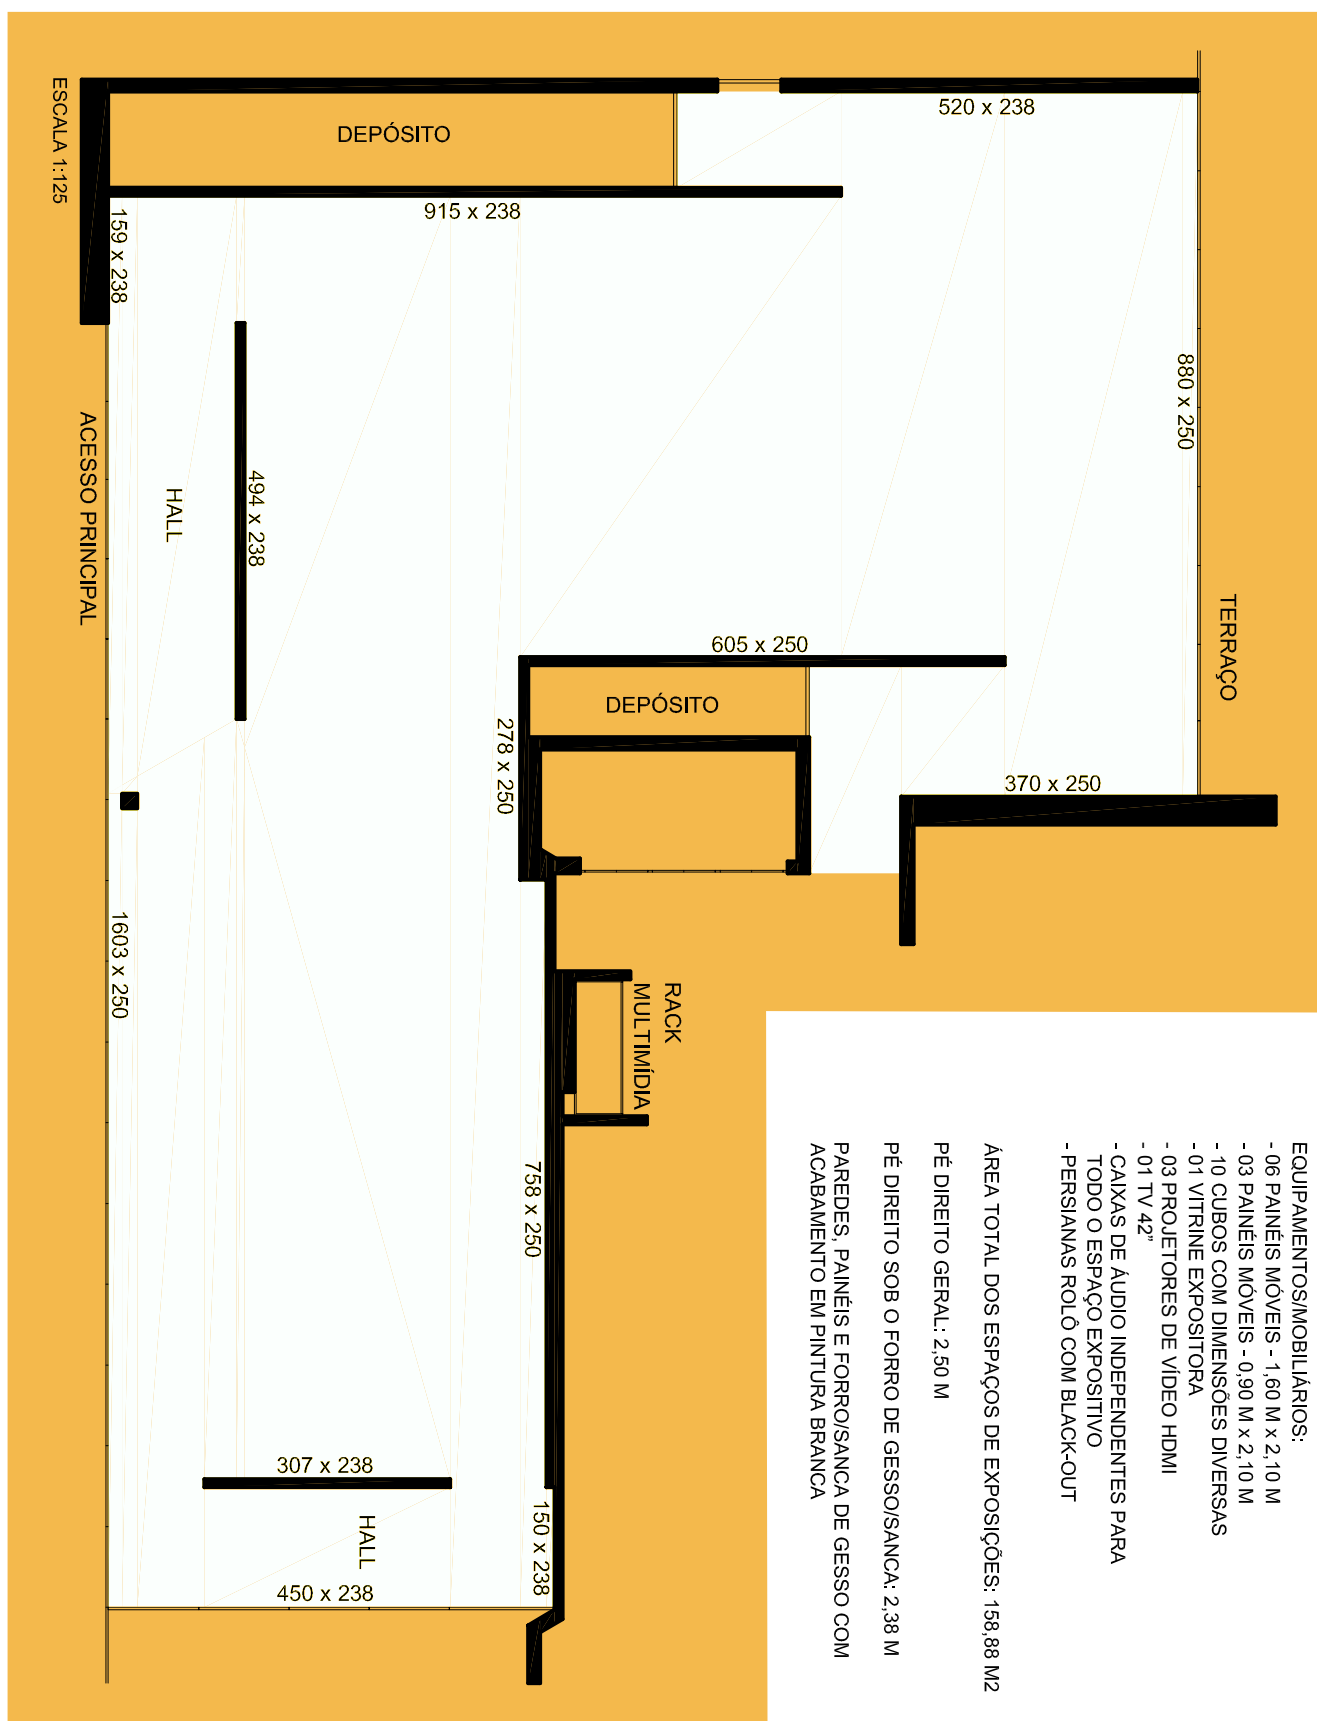 ESCALA 1:125
DEPÓSITO
520 x 238
915 x 238
159 x 238
880 x 250
ACESSO PRINCIPAL
HALL
494 x 238
TERRAÇO
605 x 250
DEPÓSITO
278 x 250
370 x 250
1603 x 250
RACK
MULTIMÍDIA
758 x 250
307 x 238
HALL
150 x 238
450 x 238
EQUIPAMENTOS/MOBILIÁRIOS:
- 06 PAINÉIS MÓVEIS - 1,60 M x 2,10 M
- 03 PAINÉIS MÓVEIS - 0,90 M x 2,10 M
- 10 CUBOS COM DIMENSÕES DIVERSAS
- 01 VITRINE EXPOSITORA
- 03 PROJETORES DE VÍDEO HDMI
- 01 TV 42"
- CAIXAS DE ÁUDIO INDEPENDENTES PARA
TODO O ESPAÇO EXPOSITIVO
- PERSIANAS ROLÔ COM BLACK-OUT
ÁREA TOTAL DOS ESPAÇOS DE EXPOSIÇÕES: 158,88 M2
PÉ DIREITO GERAL: 2,50 M
PÉ DIREITO SOB O FORRO DE GESSO/SANCA: 2,38 M
PAREDES, PAINÉIS E FORRO/SANCA DE GESSO COM
ACABAMENTO EM PINTURA BRANCA